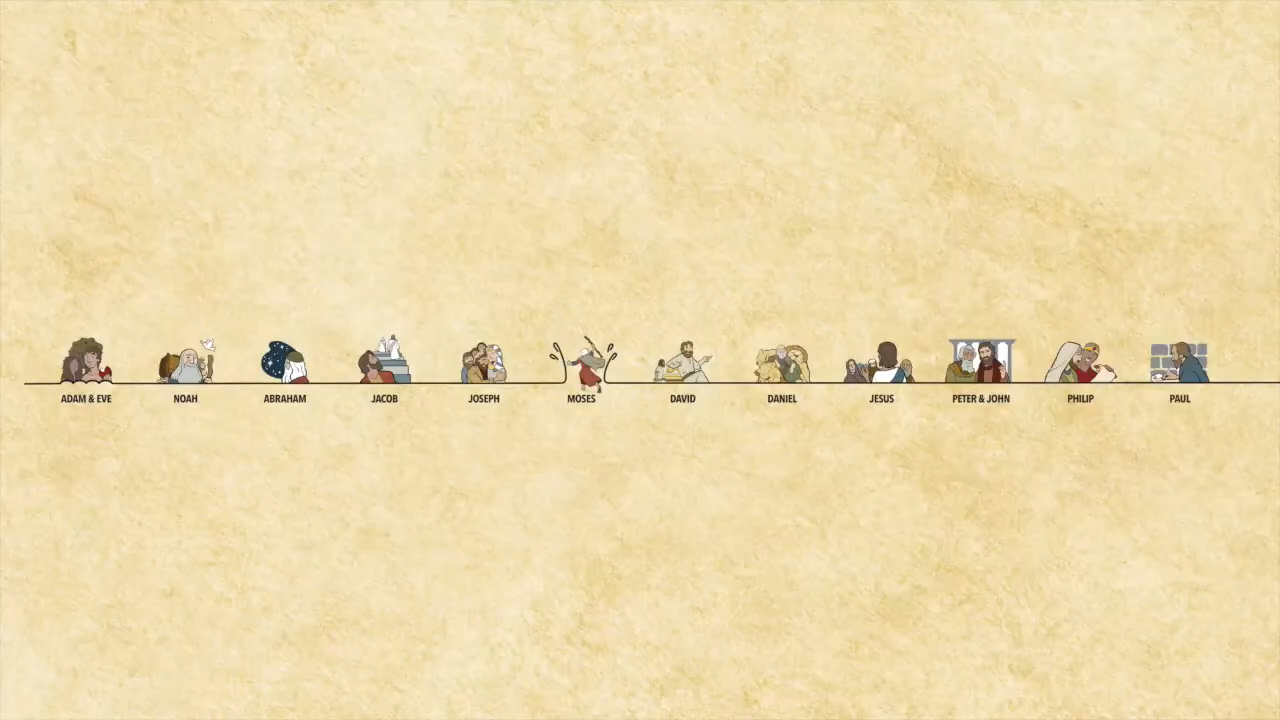 ADAM & EVE
NOAH
ABRAHAM
JACOB
JOSEPH
MOSES
DAVID
DANIEL
JESUS
PETER & JOHN
PHILIP
PAUL